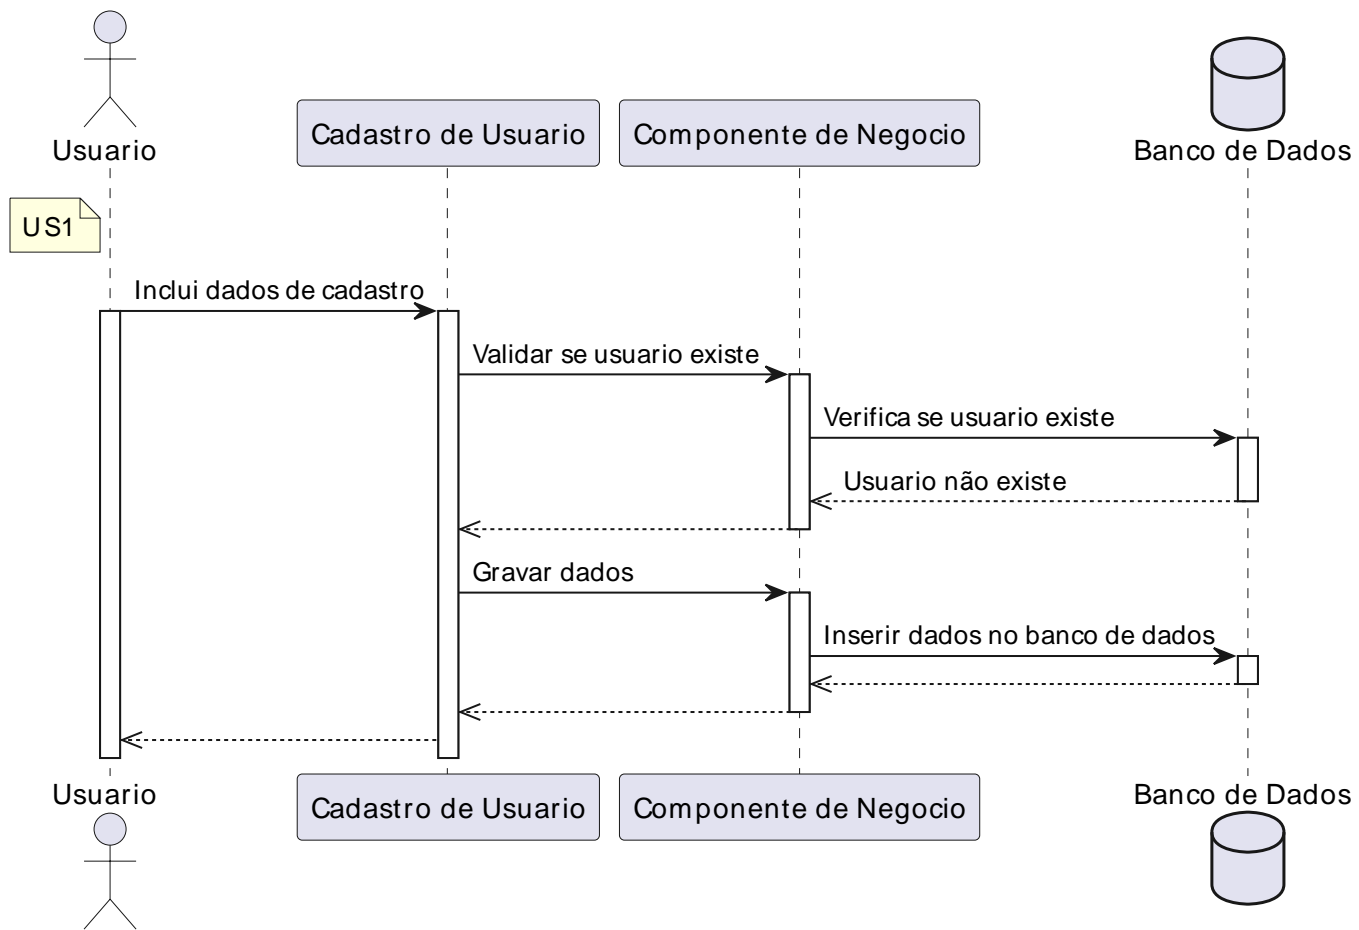 Usuario
Cadastro de Usuario
Componente de Negocio
Banco de Dados
US1
Inclui dados de cadastro
Validar se usuario existe
Verifica se usuario existe
Usuario não existe
Gravar dados
Inserir dados no banco de dados
Usuario
Cadastro de Usuario
Componente de Negocio
Banco de Dados